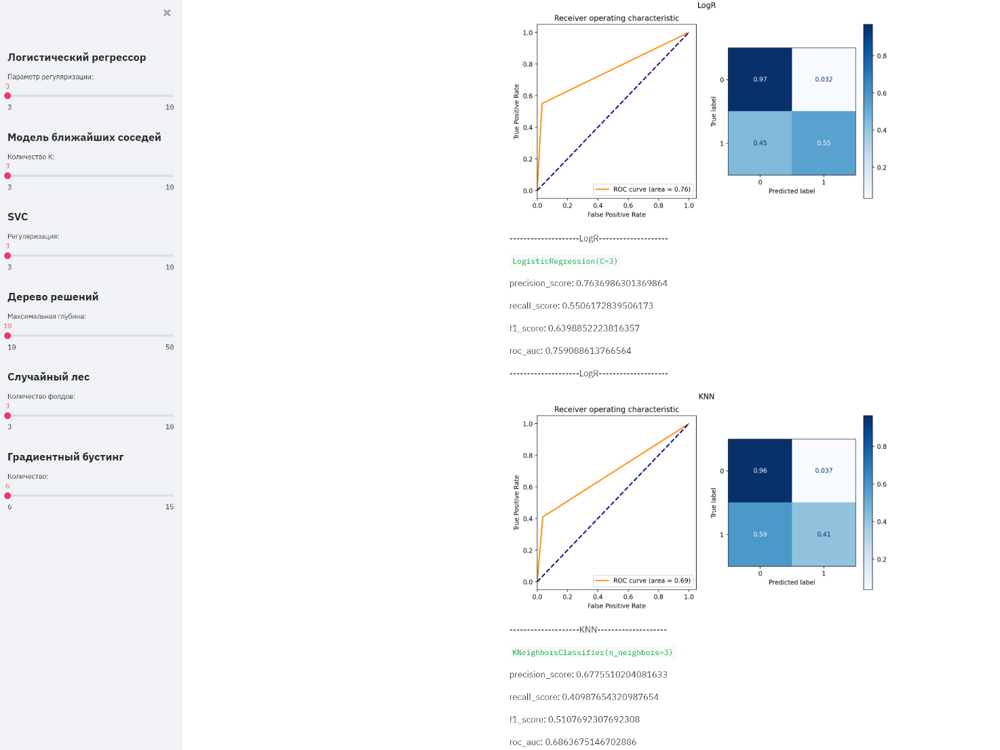 ×
Логистический регрессор
Параметр регуляризации:
3
3 10
Модель ближайших соседей
Количество K:
3
3 10
SVC
Регуляризация:
3
3 10
Дерево решений
Максимальная глубина:
10
10 50
Случайный лес
Количество фолдов:
3
3 10
Градиентный бустинг
Количество:
6
6 15
LogR
Receiver operating characteristic
True Positive Rate
1.0
0.8
0.6
0.4
0.2
0.0
ROC curve (area = 0.76)
0.0 0.2 0.4 0.6 0.8 1.0
False Positive Rate
True label
0 0.97 0.032
1 0.45 0.55
0 1
Predicted label
0.8
0.6
0.4
0.2
--------------------LogR--------------------
LogisticRegression(C=3)
precision_score: 0.7636986301369864
recall_score: 0.5506172839506173
f1_score: 0.6398852223816357
roc_auc: 0.759088613766564
--------------------LogR--------------------
KNN
Receiver operating characteristic
True Positive Rate
1.0
0.8
0.6
0.4
0.2
0.0
ROC curve (area = 0.69)
0.0 0.2 0.4 0.6 0.8 1.0
False Positive Rate
True label
0 0.96 0.037
1 0.59 0.41
0 1
Predicted label
0.8
0.6
0.4
0.2
--------------------KNN--------------------
KNeighborsClassifier(n_neighbors=3)
precision_score: 0.6775510204081633
recall_score: 0.40987654320987654
f1_score: 0.5107692307692308
roc_auc: 0.6863675146702886